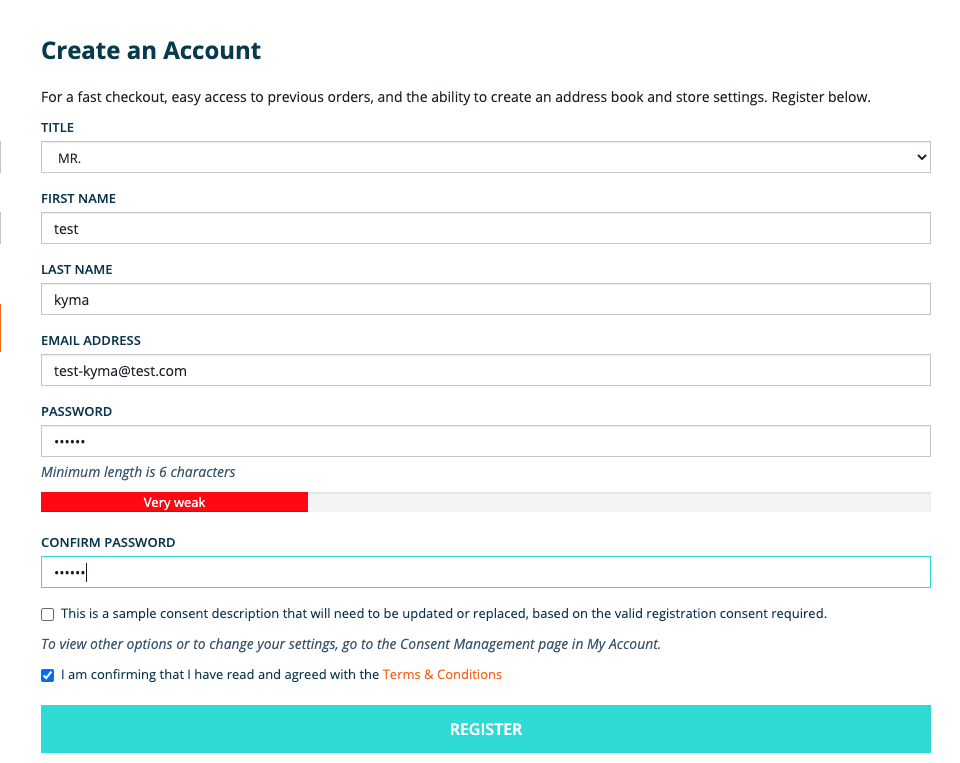 Create an Account
For a fast checkout, easy access to previous orders, and the ability to create an address book and store settings. Register below.
TITLE
MR.
FIRST NAME
test
LAST NAME
kyma
EMAIL ADDRESS
test-kyma@test.com
PASSWORD
••••••
Minimum length is 6 characters
Very weak
CONFIRM PASSWORD
••••••
This is a sample consent description that will need to be updated or replaced, based on the valid registration consent required.
To view other options or to change your settings, go to the Consent Management page in My Account.
I am confirming that I have read and agreed with the Terms & Conditions
REGISTER